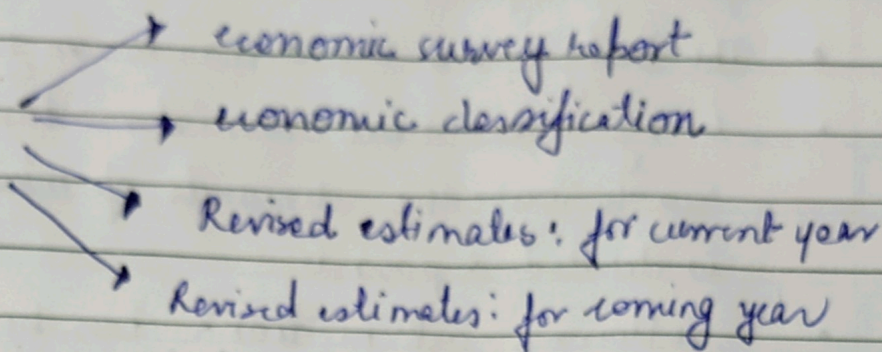 economic survey report
economic classification
Revised estimates: for current year
Revised estimates: for coming year